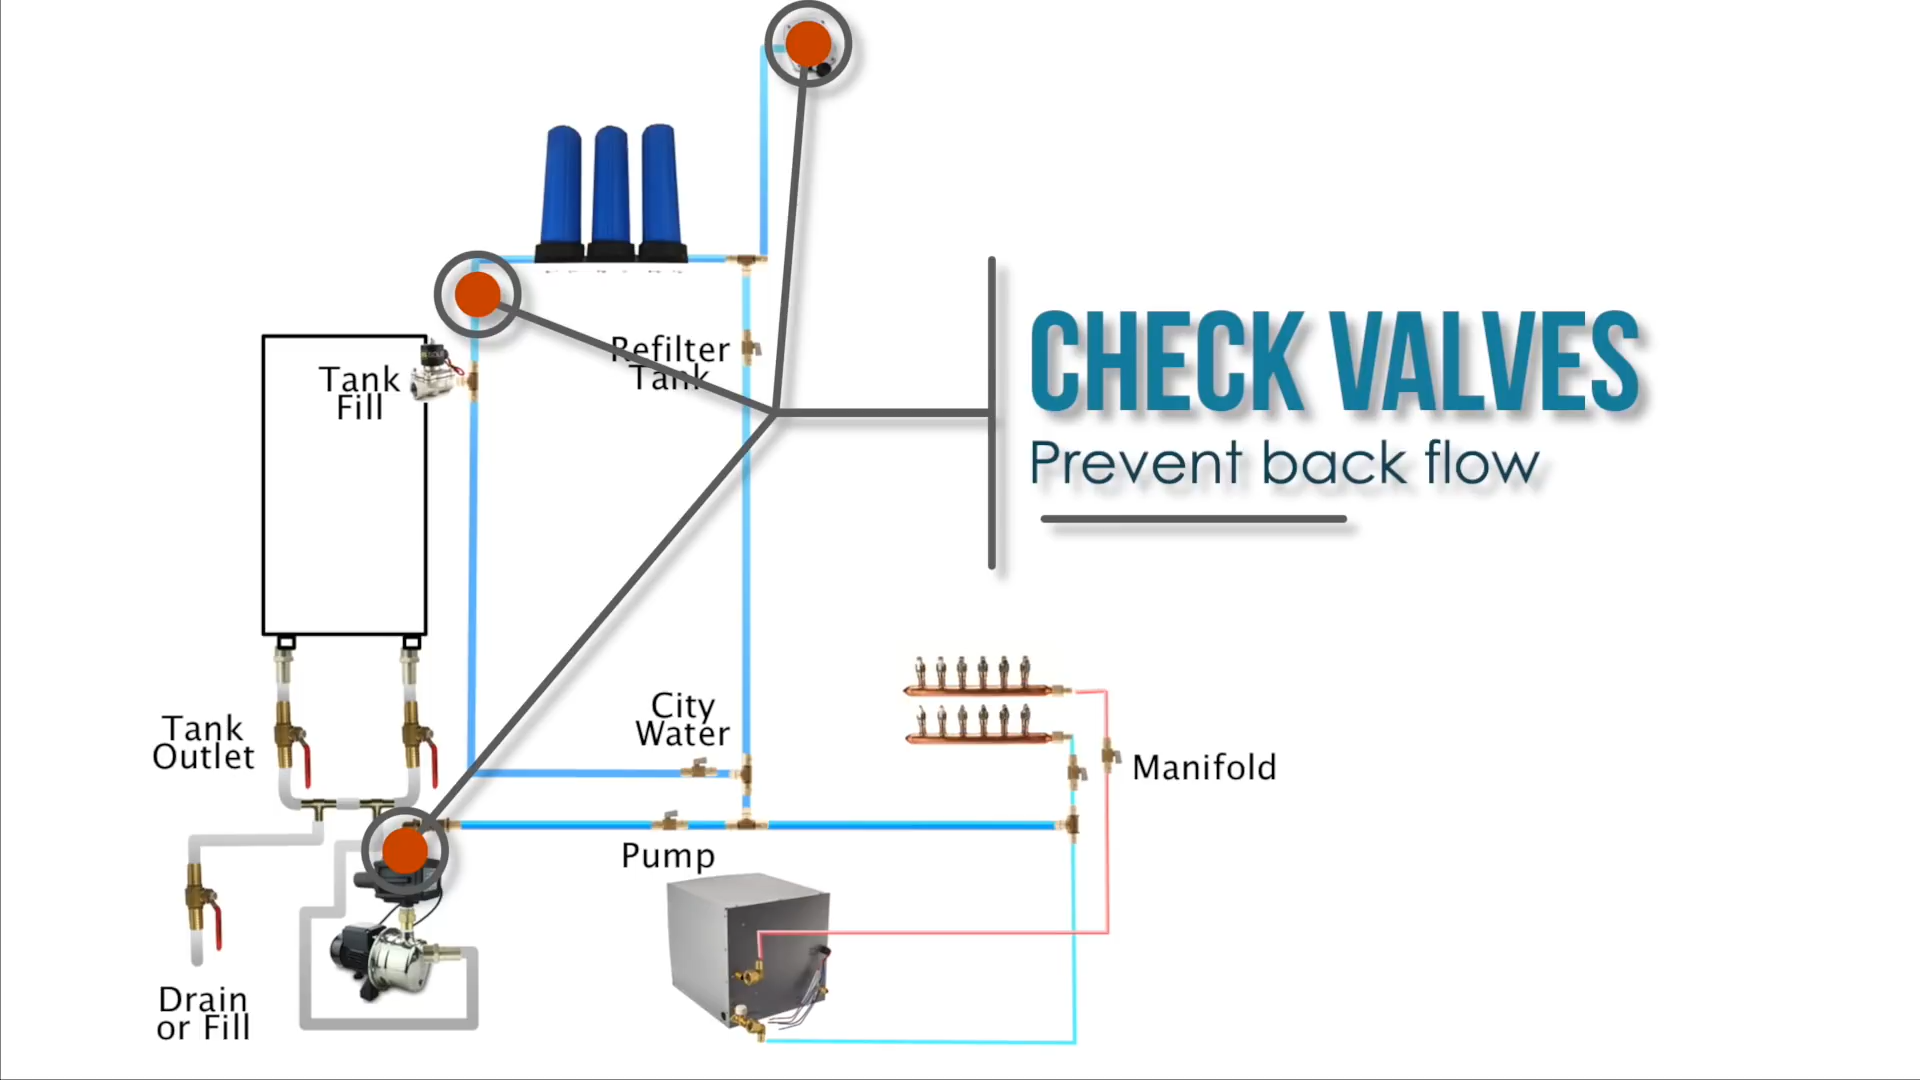 CHECK VALVES
Prevent back flow
Refilter
Tank
Tank
Fill
City
Water
Tank
Outlet
Manifold
Pump
Drain
or Fill